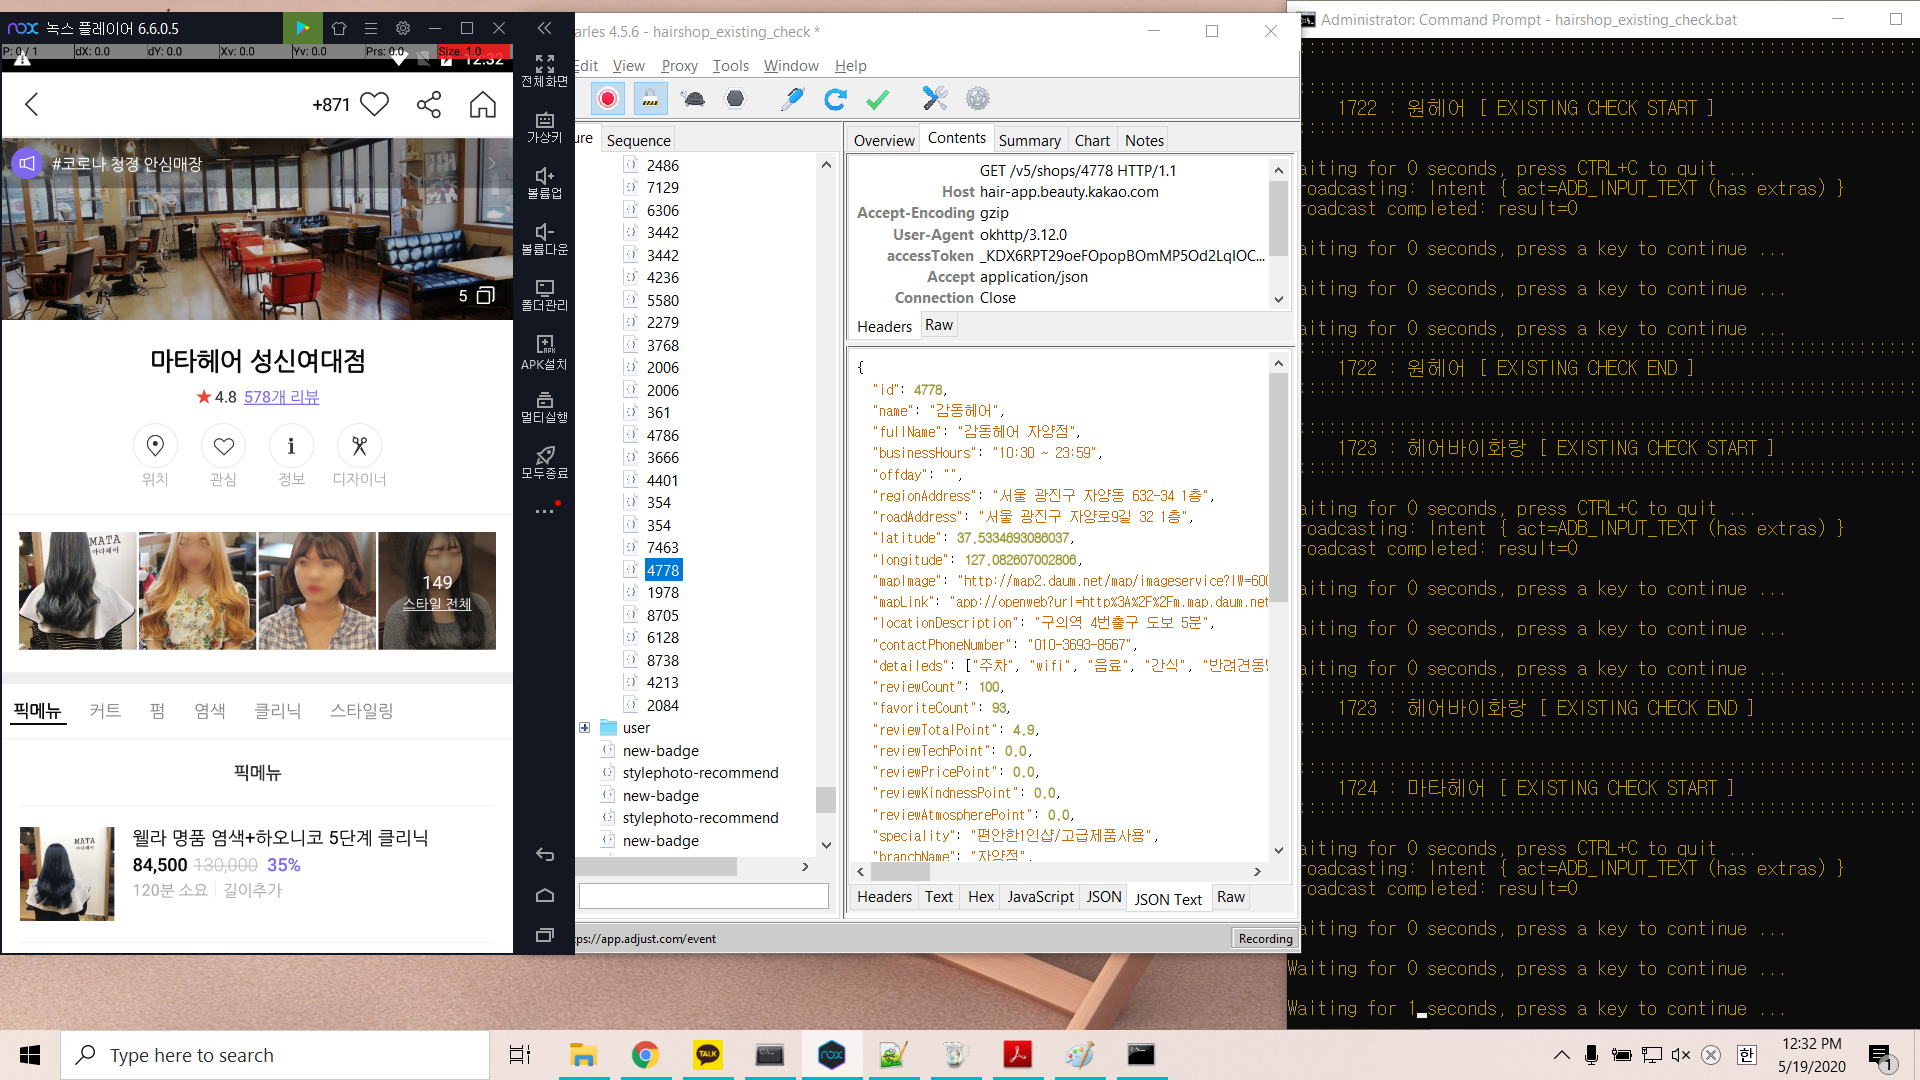 nox 녹스 플레이어 6.6.0.5
P: 0 / 1 dX: 0.0 dY: 0.0 Xv: 0.0 Yv: 0.0 Prs: 0.0 Size: 1.0
12:32
+871
#코로나 청정 안심매장
5
마타헤어 성신여대점
4.8 578개 리뷰
위치 관심 정보 디자이너
MATA
마타헤어
149
스타일 전체
픽메뉴 커트 펌 염색 클리닉 스타일링
픽메뉴
MATA
웰라 명품 염색+하오니코 5단계 클리닉
84,500 130,000 35%
120분 소요 길이추가
전체화면
가상키
볼륨업
볼륨다운
폴더관리
APK설치
멀티실행
모두종료
arles 4.5.6 - hairshop_existing_check *
Edit View Proxy Tools Window Help
ure Sequence
2486
7129
6306
3442
3442
4236
5580
2279
3768
2006
2006
361
4786
3666
4401
354
354
7463
4778
1978
8705
6128
8738
4213
2084
user
new-badge
stylephoto-recommend
new-badge
stylephoto-recommend
new-badge
tps://app.adjust.com/event
Recording
Overview Contents Summary Chart Notes
GET /v5/shops/4778 HTTP/1.1
Host hair-app.beauty.kakao.com
Accept-Encoding gzip
User-Agent okhttp/3.12.0
accessToken _KDX6RPT29oeFOpopBOmMP5Od2LqIOC...
Accept application/json
Connection Close
Headers Raw
{
"id": 4778,
"name": "감동헤어",
"fullName": "감동헤어 자양점",
"businessHours": "10:30 ~ 23:59",
"offday": "",
"regionAddress": "서울 광진구 자양동 632-34 1층",
"roadAddress": "서울 광진구 자양로9길 32 1층",
"latitude": 37.5334693086037,
"longitude": 127.082607002806,
"mapImage": "http://map2.daum.net/map/imageservice?IW=600
"mapLink": "app://openweb?url=http%3A%2F%2Fm.map.daum.net
"locationDescription": "구의역 4번출구 도보 5분",
"contactPhoneNumber": "010-3693-8567",
"detaileds": ["주차", "wifi", "음료", "간식", "반려견동반
"reviewCount": 100,
"favoriteCount": 93,
"reviewTotalPoint": 4.9,
"reviewTechPoint": 0.0,
"reviewPricePoint": 0.0,
"reviewKindnessPoint": 0.0,
"reviewAtmospherePoint": 0.0,
"speciality": "편안한1인샵/고급제품사용",
"branchName": "자양점",
Headers Text Hex JavaScript JSON JSON Text Raw
Administrator: Command Prompt - hairshop_existing_check.bat
1722 : 원헤어 [ EXISTING CHECK START ]
aiting for 0 seconds, press CTRL+C to quit ...
roadcasting: Intent { act=ADB_INPUT_TEXT (has extras) }
roadcast completed: result=0
aiting for 0 seconds, press a key to continue ...
aiting for 0 seconds, press a key to continue ...
aiting for 0 seconds, press a key to continue ...
1722 : 원헤어 [ EXISTING CHECK END ]
1723 : 헤어바이화랑 [ EXISTING CHECK START ]
aiting for 0 seconds, press CTRL+C to quit ...
roadcasting: Intent { act=ADB_INPUT_TEXT (has extras) }
roadcast completed: result=0
aiting for 0 seconds, press a key to continue ...
aiting for 0 seconds, press a key to continue ...
aiting for 0 seconds, press a key to continue ...
1723 : 헤어바이화랑 [ EXISTING CHECK END ]
1724 : 마타헤어 [ EXISTING CHECK START ]
aiting for 0 seconds, press CTRL+C to quit ...
roadcasting: Intent { act=ADB_INPUT_TEXT (has extras) }
roadcast completed: result=0
aiting for 0 seconds, press a key to continue ...
Waiting for 0 seconds, press a key to continue ...
Waiting for 1 seconds, press a key to continue ...
Type here to search
TALK
nox
한
12:32 PM
5/19/2020
1